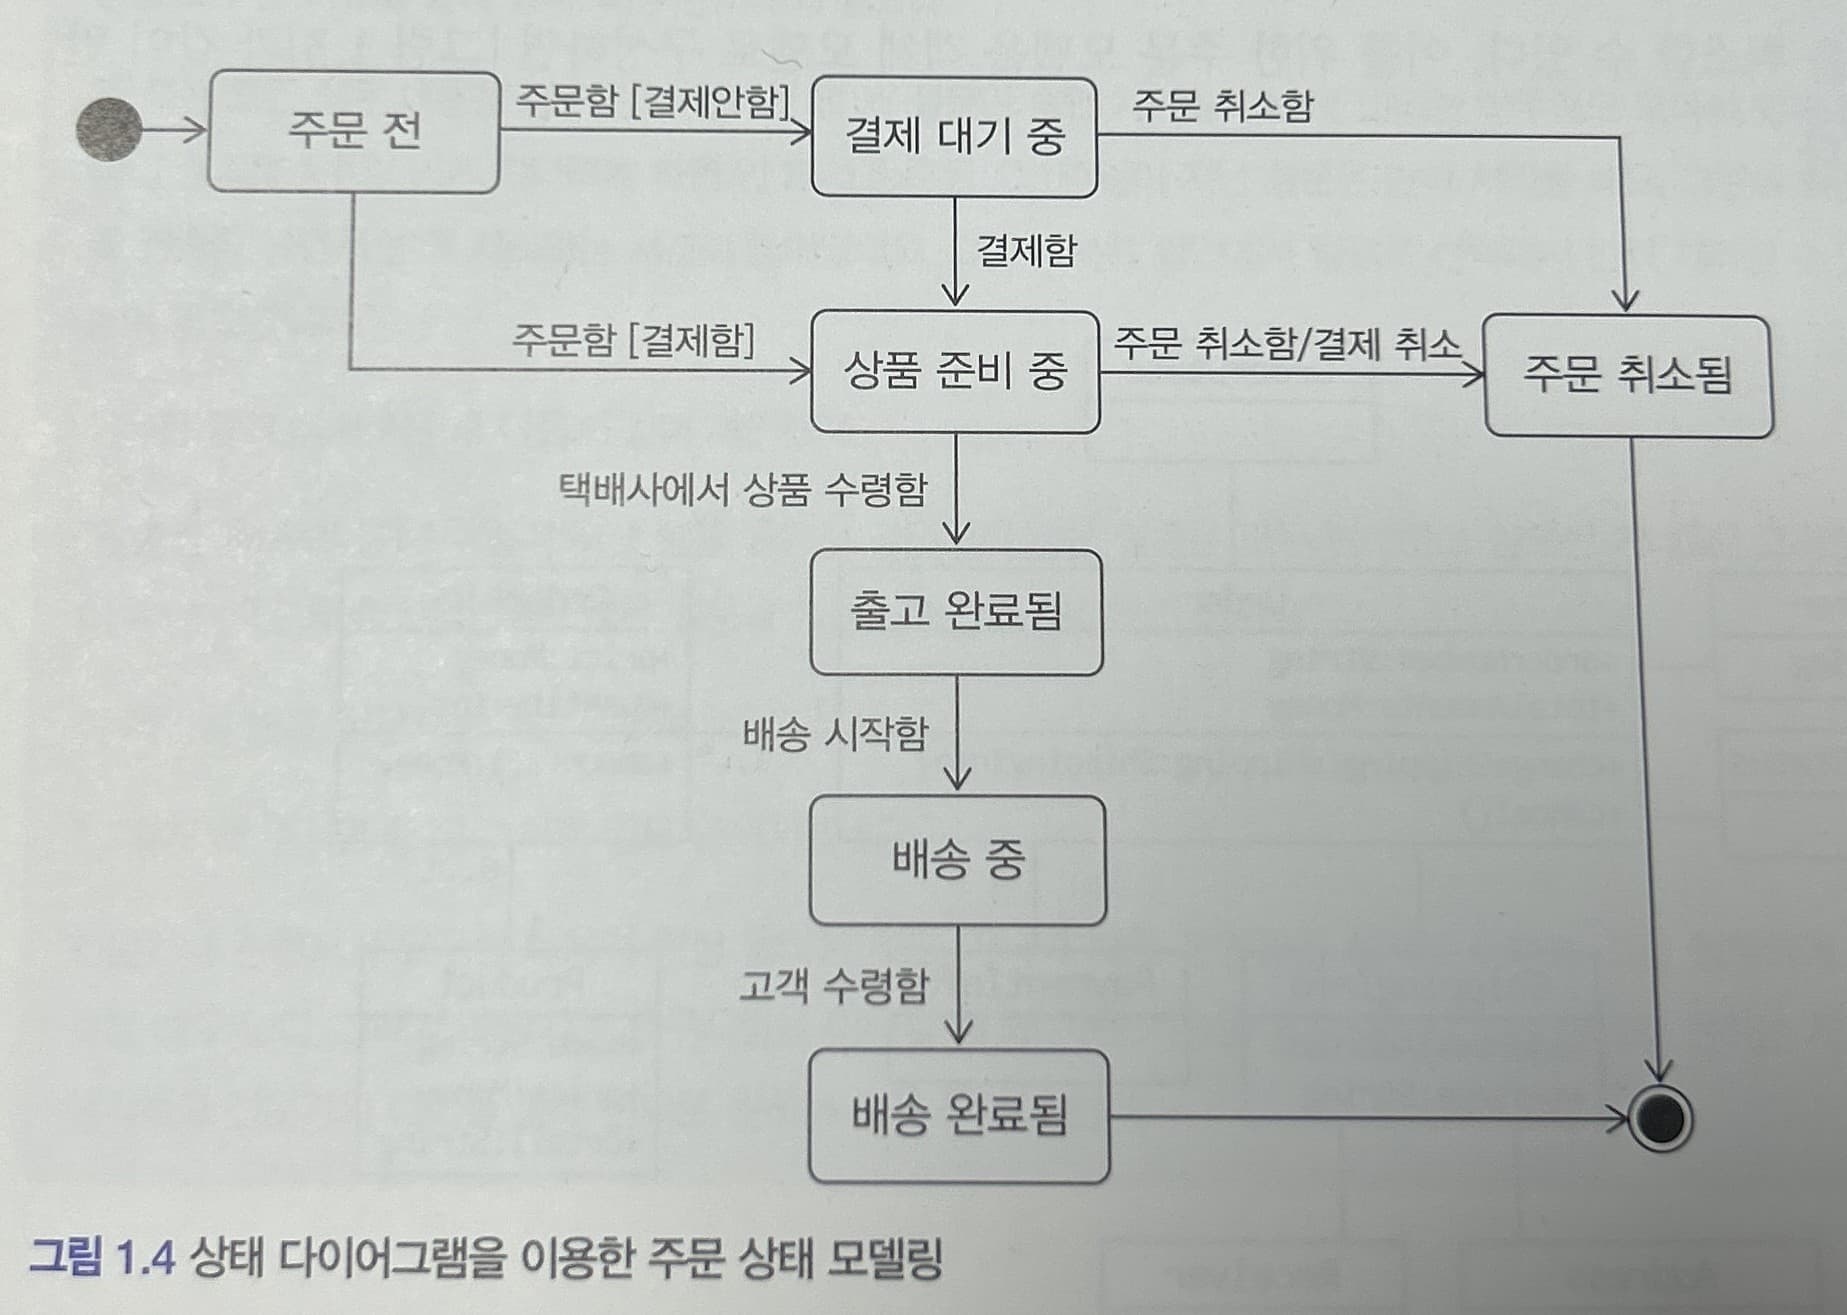 주문 전
주문함 [결제안함]
결제 대기 중
주문 취소함
결제함
주문함 [결제함]
상품 준비 중
주문 취소함/결제 취소
주문 취소됨
택배사에서 상품 수령함
출고 완료됨
배송 시작함
배송 중
고객 수령함
배송 완료됨
그림 1.4 상태 다이어그램을 이용한 주문 상태 모델링